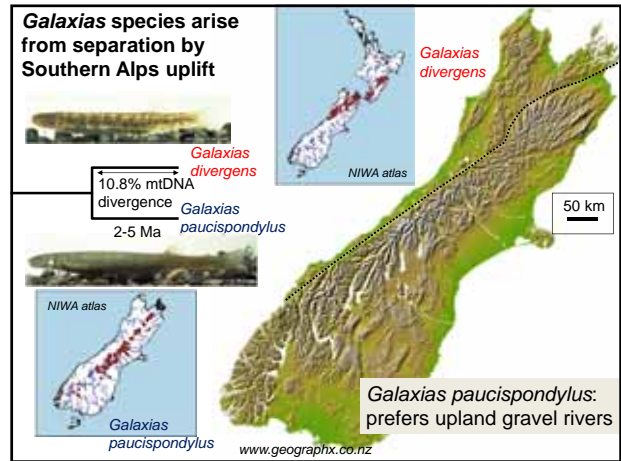 Galaxias species arise
from separation by
Southern Alps uplift
Galaxias
divergens
NIWA atlas
Galaxias
divergens
10.8% mtDNA
divergence
Galaxias
paucispondylus
2-5 Ma
50 km
NIWA atlas
Galaxias
paucispondylus
Galaxias paucispondylus:
prefers upland gravel rivers
www.geographx.co.nz